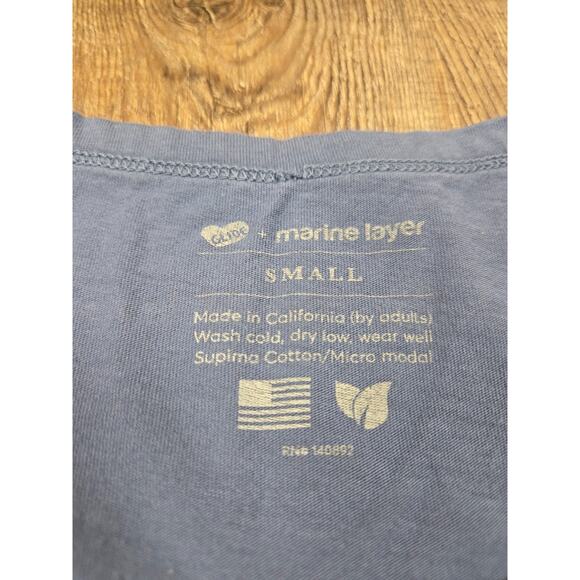 GLIDE + marine layer
SMALL
Made in California (by adults)
Wash cold, dry low, wear well
Supima Cotton/Micro modal
RN# 140892